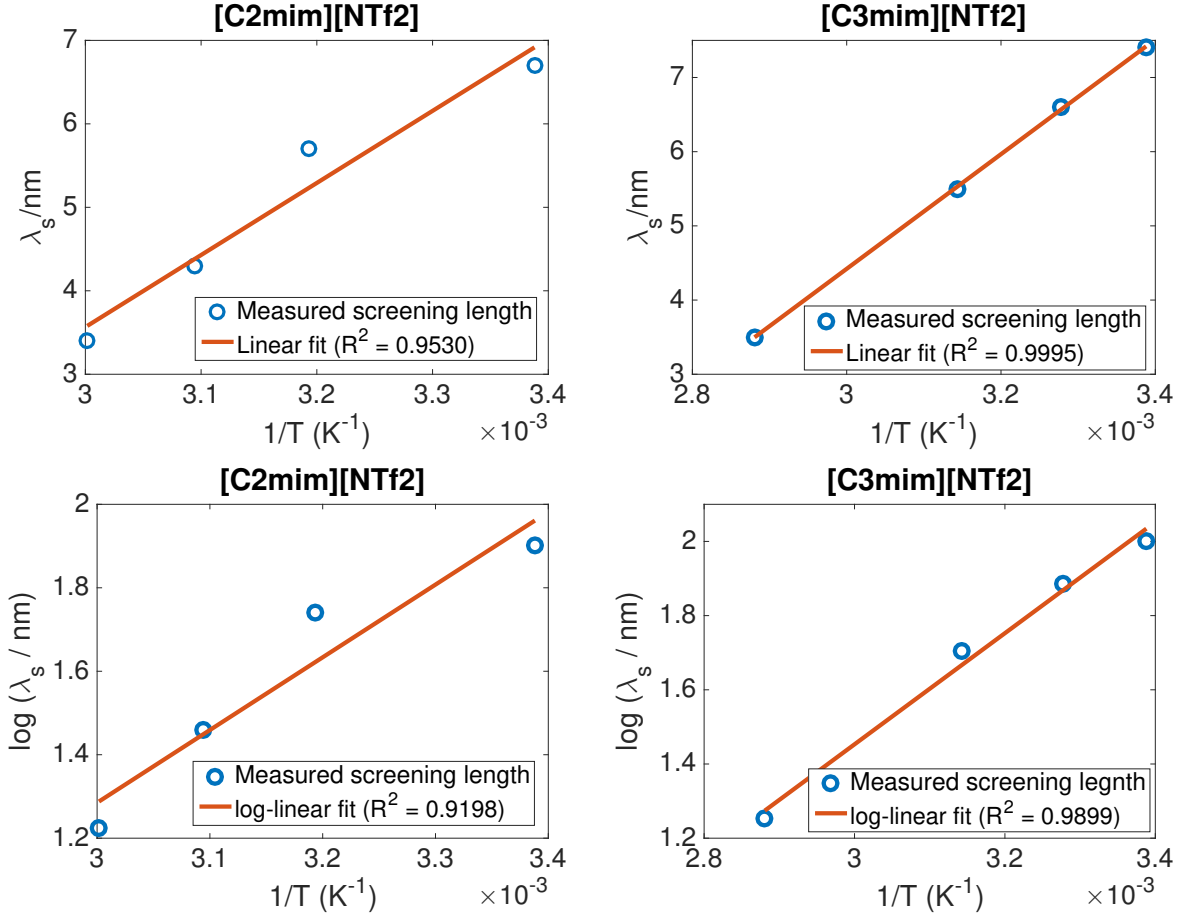 [C2mim][NTf2]
7
6
5
4
3
λs/nm
Measured screening length
Linear fit (R2 = 0.9530)
3
3.1
3.2
3.3
3.4
1/T (K-1)
×10-3
[C3mim][NTf2]
7
6
5
4
3
λs/nm
Measured screening length
Linear fit (R2 = 0.9995)
2.8
3
3.2
3.4
1/T (K-1)
×10-3
[C2mim][NTf2]
2
1.8
1.6
1.4
1.2
log (λs / nm)
Measured screening length
log-linear fit (R2 = 0.9198)
3
3.1
3.2
3.3
3.4
1/T (K-1)
×10-3
[C3mim][NTf2]
2
1.8
1.6
1.4
1.2
log (λs / nm)
Measured screening legnth
log-linear fit (R2 = 0.9899)
2.8
3
3.2
3.4
1/T (K-1)
×10-3